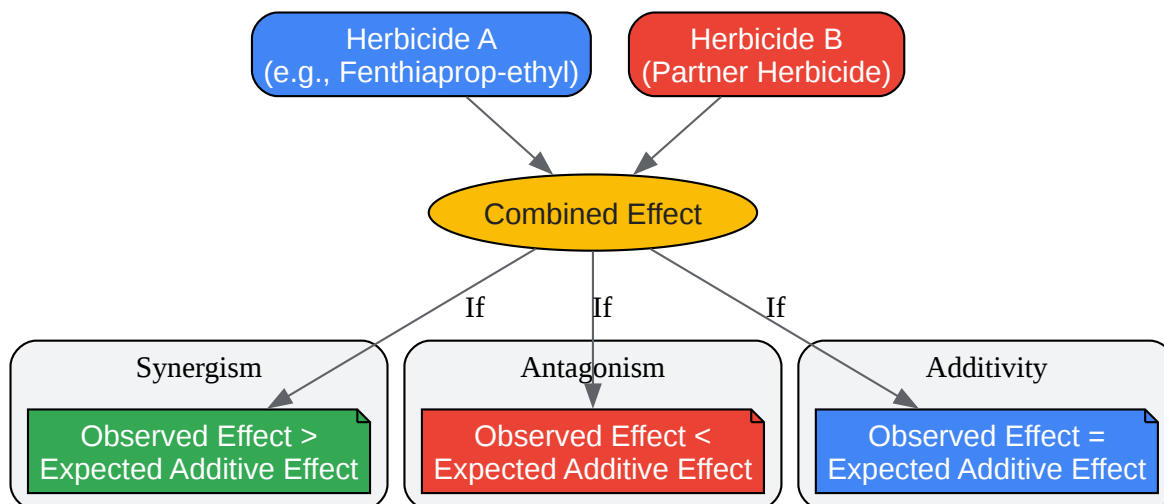 Herbicide A
(e.g., Fenthiaprop-ethyl)
Herbicide B
(Partner Herbicide)
Combined Effect
If
If
If
Synergism
Antagonism
Additivity
Observed Effect >
Expected Additive Effect
Observed Effect <
Expected Additive Effect
Observed Effect =
Expected Additive Effect